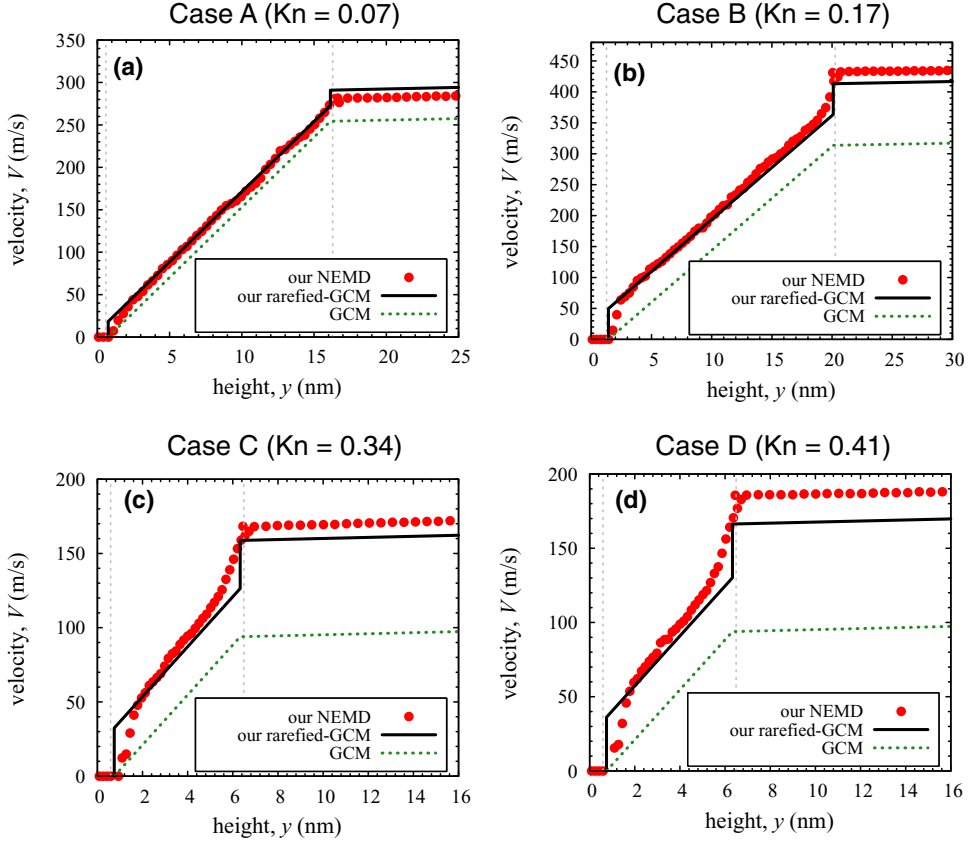 Case A (Kn = 0.07)
(a)
350
300
250
200
150
100
50
0
velocity, V (m/s)
our NEMD
our rarefied-GCM
GCM
0 5 10 15 20 25
height, y (nm)
Case B (Kn = 0.17)
(b)
450
400
350
300
250
200
150
100
50
0
velocity, V (m/s)
our NEMD
our rarefied-GCM
GCM
0 5 10 15 20 25 30
height, y (nm)
Case C (Kn = 0.34)
(c)
200
150
100
50
0
velocity, V (m/s)
our NEMD
our rarefied-GCM
GCM
0 2 4 6 8 10 12 14 16
height, y (nm)
Case D (Kn = 0.41)
(d)
200
150
100
50
0
velocity, V (m/s)
our NEMD
our rarefied-GCM
GCM
0 2 4 6 8 10 12 14 16
height, y (nm)